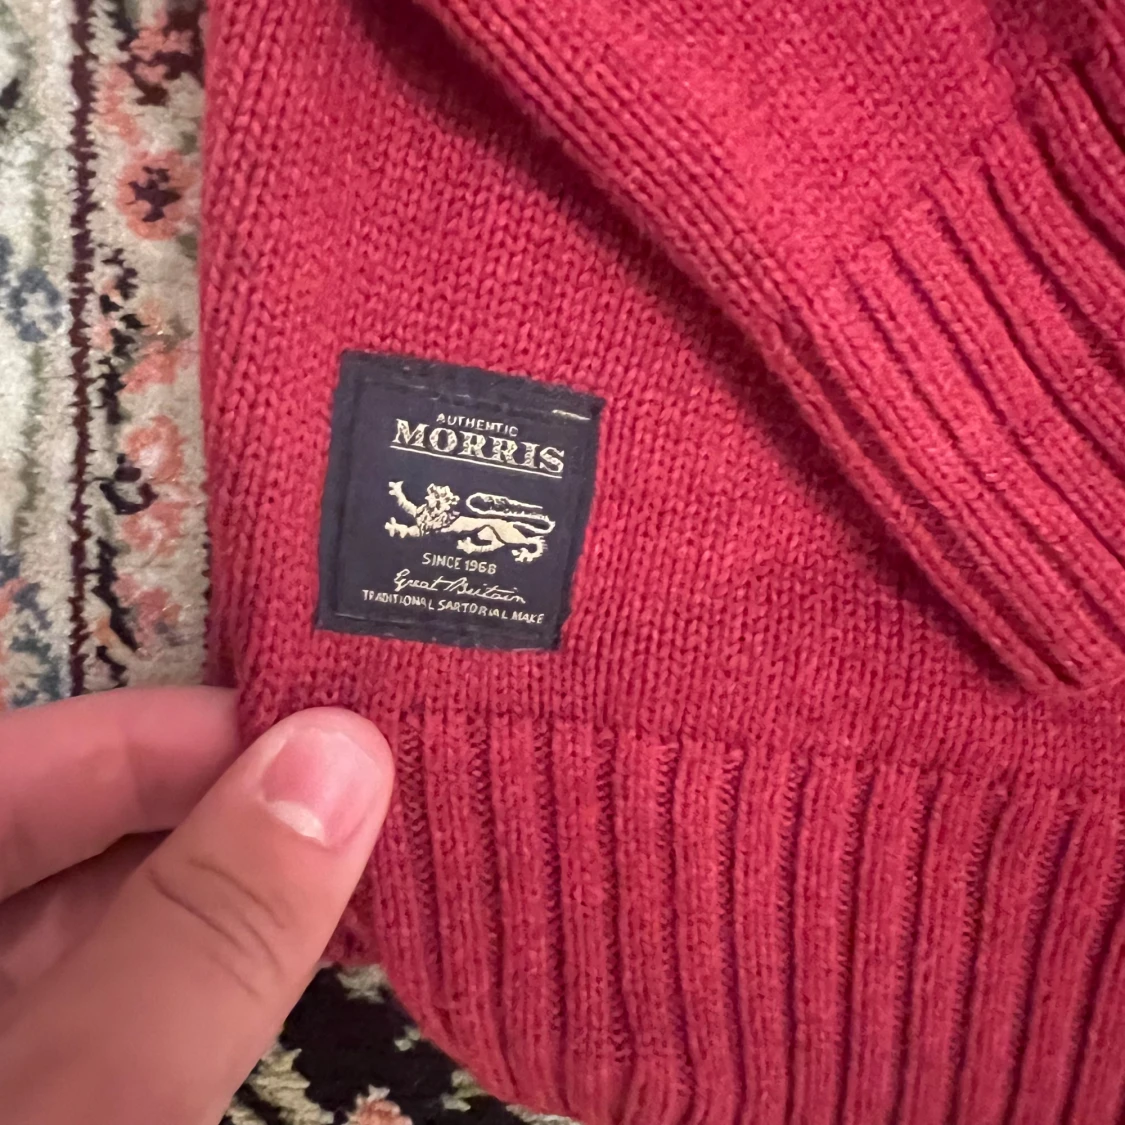 AUTHENTIC
MORRIS
SINCE 1968
Great Britain
TRADITIONAL SARTORIAL MAKE